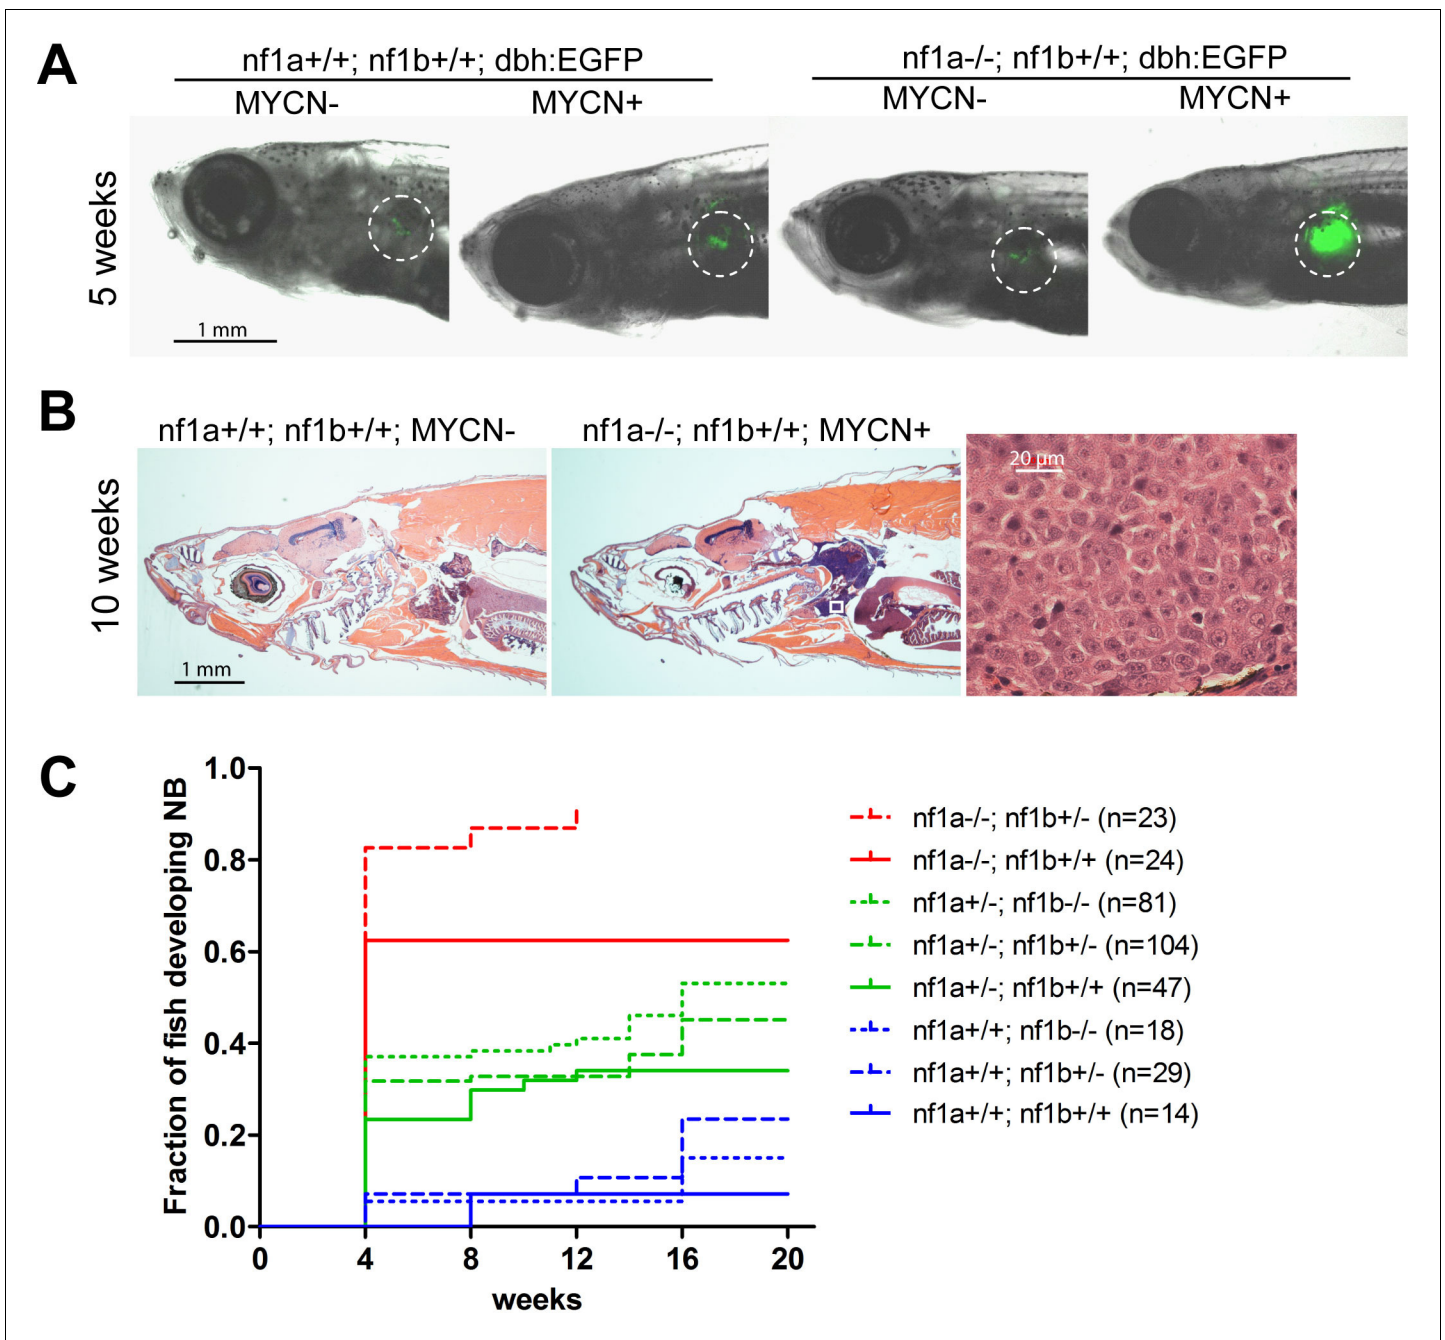 A
nf1a+/+; nf1b+/+; dbh:EGFP
nf1a-/-; nf1b+/+; dbh:EGFP
MYCN-
MYCN+
MYCN-
MYCN+
5 weeks
1 mm
B
nf1a+/+; nf1b+/+; MYCN-
nf1a-/-; nf1b+/+; MYCN+
10 weeks
1 mm
20 µm
C
Fraction of fish developing NB
1.0
0.8
0.6
0.4
0.2
0.0
0 4 8 12 16 20
weeks
nf1a-/-; nf1b+/- (n=23)
nf1a-/-; nf1b+/+ (n=24)
nf1a+/-; nf1b-/- (n=81)
nf1a+/-; nf1b+/- (n=104)
nf1a+/-; nf1b+/+ (n=47)
nf1a+/+; nf1b-/- (n=18)
nf1a+/+; nf1b+/- (n=29)
nf1a+/+; nf1b+/+ (n=14)